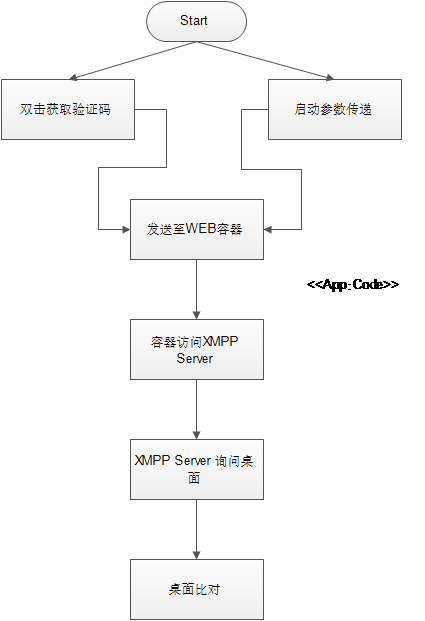 Start
双击获取验证码
启动参数传递
发送至WEB容器
<<App:Code>>
容器访问XMPP
Server
XMPP Server 询问桌
面
桌面比对